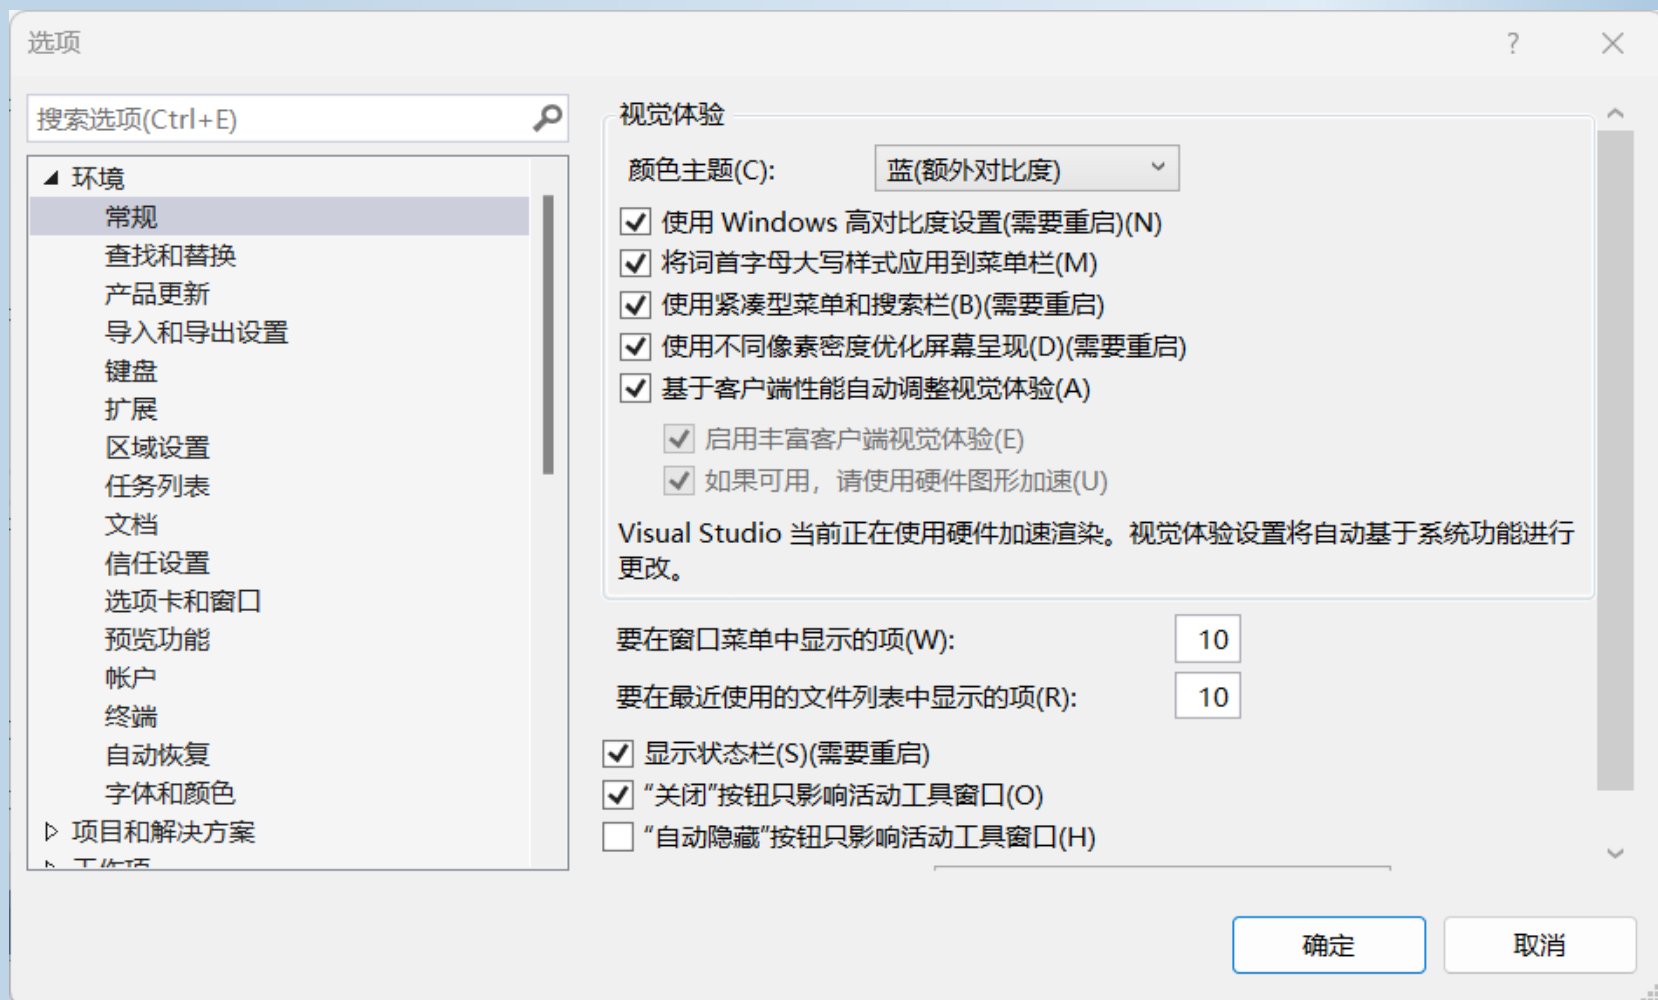 选项
搜索选项(Ctrl+E)
环境
常规
查找和替换
产品更新
导入和导出设置
键盘
扩展
区域设置
任务列表
文档
信任设置
选项卡和窗口
预览功能
帐户
终端
自动恢复
字体和颜色
项目和解决方案
工作项
视觉体验
颜色主题(C):
蓝(额外对比度)
使用 Windows 高对比度设置(需要重启)(N)
将词首字母大写样式应用到菜单栏(M)
使用紧凑型菜单和搜索栏(B)(需要重启)
使用不同像素密度优化屏幕呈现(D)(需要重启)
基于客户端性能自动调整视觉体验(A)
启用丰富客户端视觉体验(E)
如果可用，请使用硬件图形加速(U)
Visual Studio 当前正在使用硬件加速渲染。视觉体验设置将自动基于系统功能进行
更改。
要在窗口菜单中显示的项(W): 10
要在最近使用的文件列表中显示的项(R): 10
显示状态栏(S)(需要重启)
“关闭”按钮只影响活动工具窗口(O)
“自动隐藏”按钮只影响活动工具窗口(H)
确定
取消